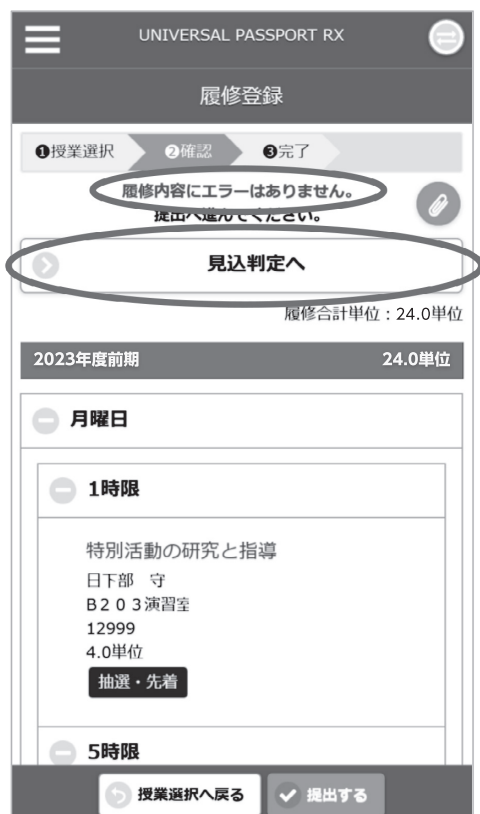 UNIVERSAL PASSPORT RX
履修登録
❶授業選択 ❷確認 ❸完了
履修内容にエラーはありません。
提出へ進んでください。
見込判定へ
履修合計単位：24.0単位
2023年度前期 24.0単位
月曜日
1時限
特別活動の研究と指導
日下部　守
Ｂ２０３演習室
12999
4.0単位
抽選・先着
5時限
授業選択へ戻る 提出する